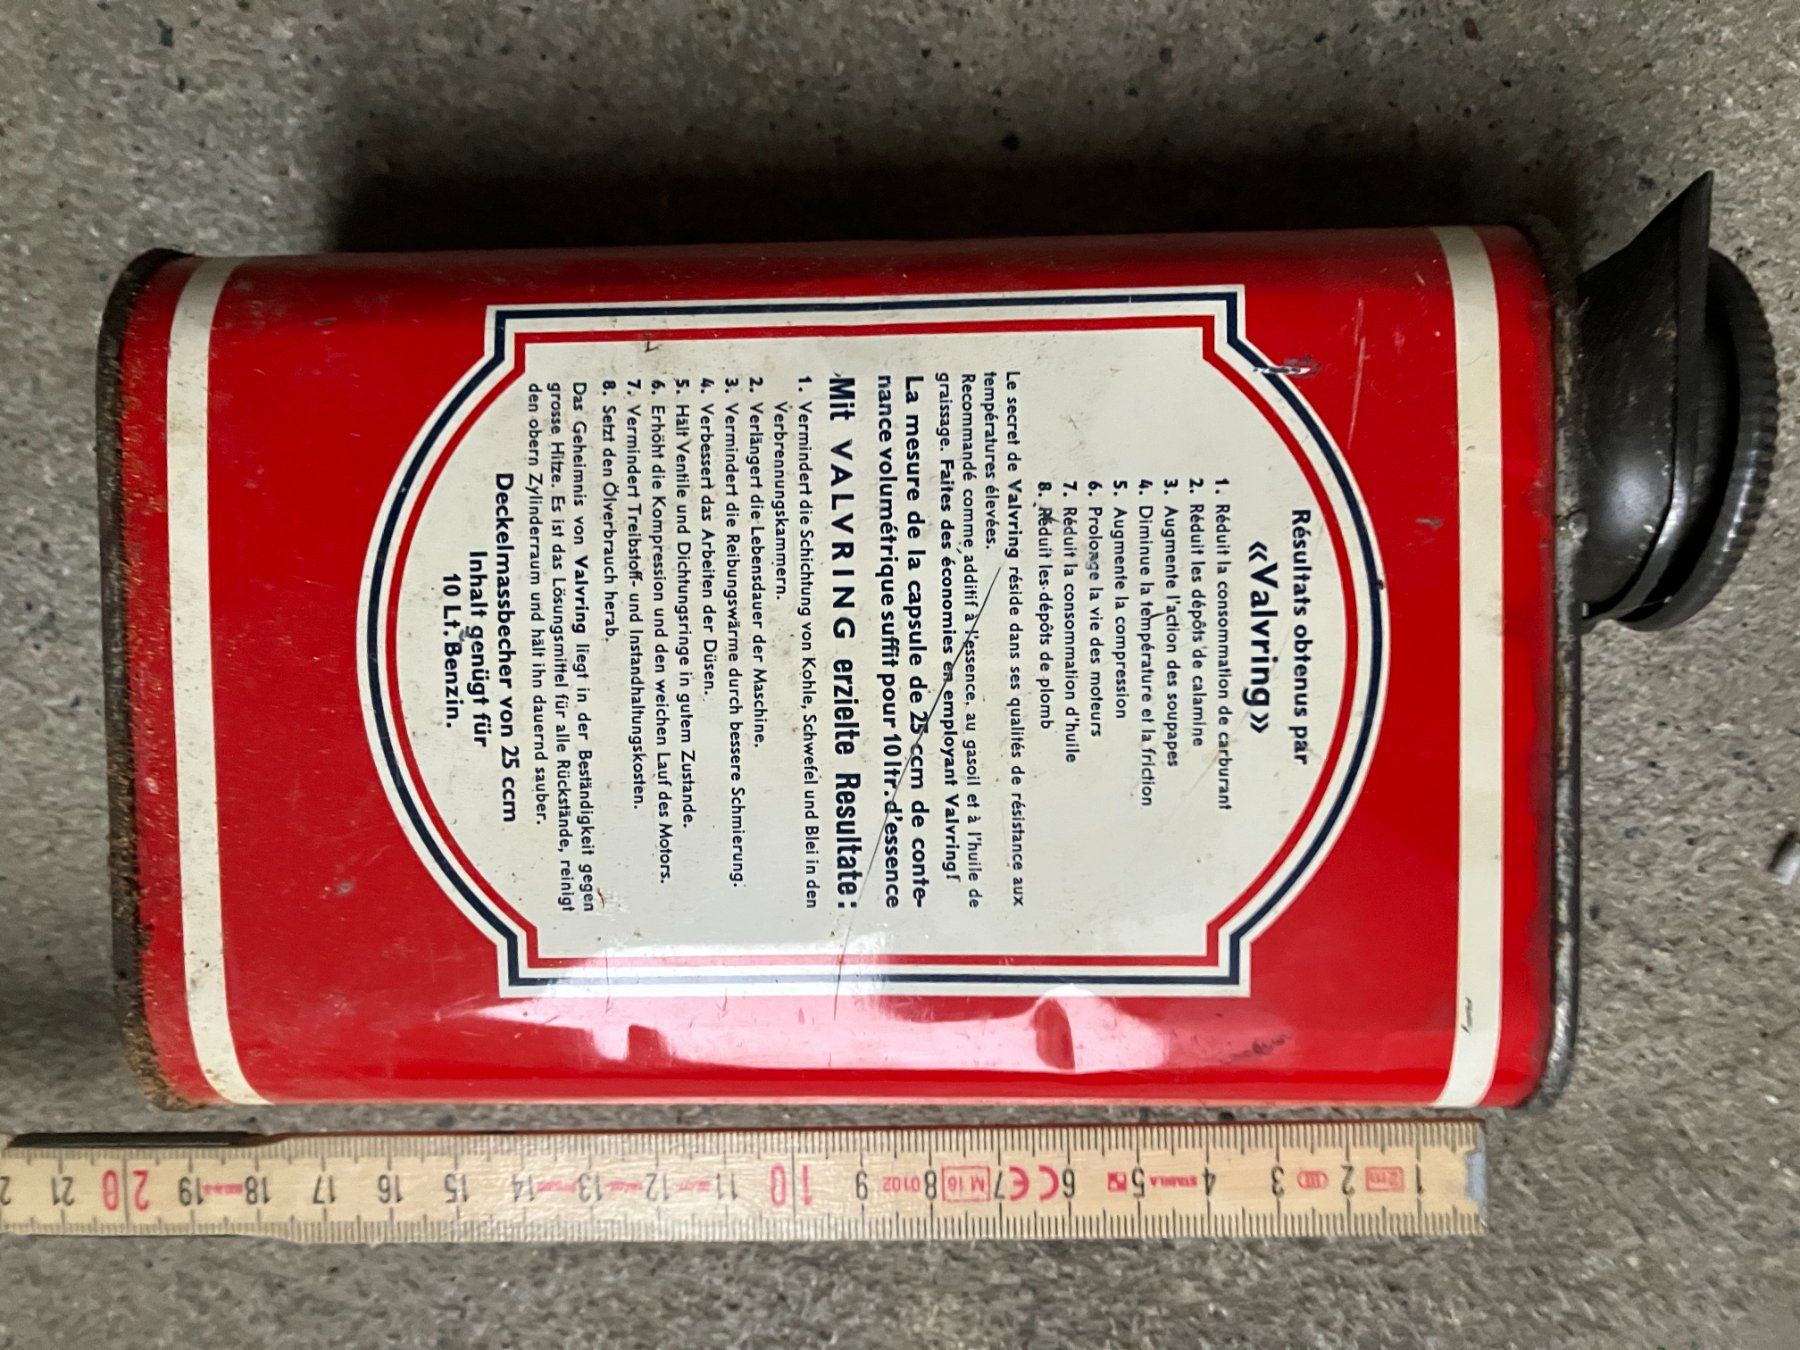 Résultats obtenus par
«Valvring»
1. Réduit la consommation de carburant
2. Réduit les dépôts de calamine
3. Augmente l'action des soupapes
4. Diminue la température et la friction
5. Augmente la compression
6. Prolonge la vie des moteurs
7. Réduit la consommation d'huile
8. Réduit les dépôts de plomb
Le secret de Valvring réside dans ses qualités de résistance aux
températures élevées.
Recommandé comme additif à l'essence, au gasoil et à l'huile de
graissage. Faites des économies en employant Valvring!
La mesure de la capsule de 25 ccm de conte-
nance volumétrique suffit pour 10 ltr. d'essence
Mit VALVRING erzielte Resultate:
1. Vermindert die Schichtung von Kohle, Schwefel und Blei in den
Verbrennungskammern.
2. Verlängert die Lebensdauer der Maschine.
3. Vermindert die Reibungswärme durch bessere Schmierung.
4. Verbessert das Arbeiten der Düsen.
5. Hält Ventile und Dichtungsringe in gutem Zustande.
6. Erhöht die Kompression und den weichen Lauf des Motors.
7. Vermindert Treibstoff- und Instandhaltungskosten.
8. Setzt den Ölverbrauch herab.
Das Geheimnis von Valvring liegt in der Beständigkeit gegen
grosse Hitze. Es ist das Lösungsmittel für alle Rückstände, reinigt
den obern Zylinderraum und hält ihn dauernd sauber.
Deckelmassbecher von 25 ccm
Inhalt genügt für
10 Lt. Benzin.
1 2m 2 3 4 STABILA 5 6 CE 7 M 16 8 0102 9 10 11 12 13 14 15 16 17 18 19 20 21